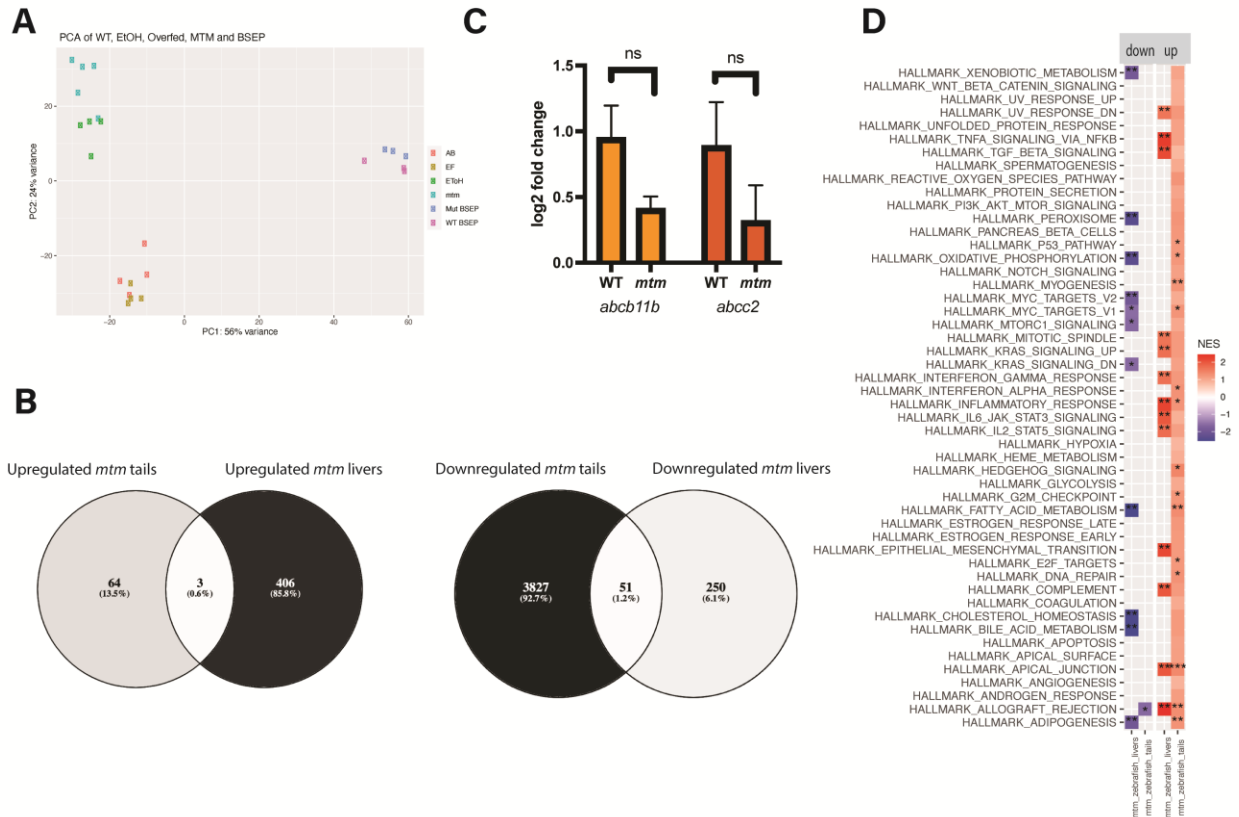 A
PCA of WT, EtOH, Overfed, MTM and BSEP
PC2: 24% variance
20
0
−20
−20
0
20
40
60
PC1: 56% variance
AB
EF
EToH
mtm
Mut BSEP
WT BSEP
B
Upregulated mtm tails
Upregulated mtm livers
64
(13.5%)
3
(0.6%)
406
(85.8%)
Downregulated mtm tails
Downregulated mtm livers
3827
(92.7%)
51
(1.2%)
250
(6.1%)
C
ns
ns
log2 fold change
1.5
1.0
0.5
0.0
WT mtm WT mtm
abcb11b abcc2
D
down up
HALLMARK_XENOBIOTIC_METABOLISM **
HALLMARK_WNT_BETA_CATENIN_SIGNALING
HALLMARK_UV_RESPONSE_UP
HALLMARK_UV_RESPONSE_DN **
HALLMARK_UNFOLDED_PROTEIN_RESPONSE
HALLMARK_TNFA_SIGNALING_VIA_NFKB **
HALLMARK_TGF_BETA_SIGNALING **
HALLMARK_SPERMATOGENESIS
HALLMARK_REACTIVE_OXYGEN_SPECIES_PATHWAY
HALLMARK_PROTEIN_SECRETION
HALLMARK_PI3K_AKT_MTOR_SIGNALING
HALLMARK_PEROXISOME **
HALLMARK_PANCREAS_BETA_CELLS
HALLMARK_P53_PATHWAY *
HALLMARK_OXIDATIVE_PHOSPHORYLATION ** *
HALLMARK_NOTCH_SIGNALING
HALLMARK_MYOGENESIS **
HALLMARK_MYC_TARGETS_V2 **
HALLMARK_MYC_TARGETS_V1 * *
HALLMARK_MTORC1_SIGNALING *
HALLMARK_MITOTIC_SPINDLE **
HALLMARK_KRAS_SIGNALING_UP **
HALLMARK_KRAS_SIGNALING_DN *
HALLMARK_INTERFERON_GAMMA_RESPONSE **
HALLMARK_INTERFERON_ALPHA_RESPONSE *
HALLMARK_INFLAMMATORY_RESPONSE ** *
HALLMARK_IL6_JAK_STAT3_SIGNALING **
HALLMARK_IL2_STAT5_SIGNALING **
HALLMARK_HYPOXIA
HALLMARK_HEME_METABOLISM
HALLMARK_HEDGEHOG_SIGNALING *
HALLMARK_GLYCOLYSIS
HALLMARK_G2M_CHECKPOINT *
HALLMARK_FATTY_ACID_METABOLISM ** **
HALLMARK_ESTROGEN_RESPONSE_LATE
HALLMARK_ESTROGEN_RESPONSE_EARLY
HALLMARK_EPITHELIAL_MESENCHYMAL_TRANSITION **
HALLMARK_E2F_TARGETS *
HALLMARK_DNA_REPAIR *
HALLMARK_COMPLEMENT **
HALLMARK_COAGULATION
HALLMARK_CHOLESTEROL_HOMEOSTASIS **
HALLMARK_BILE_ACID_METABOLISM **
HALLMARK_APOPTOSIS
HALLMARK_APICAL_SURFACE
HALLMARK_APICAL_JUNCTION ** ***
HALLMARK_ANGIOGENESIS
HALLMARK_ANDROGEN_RESPONSE
HALLMARK_ALLOGRAFT_REJECTION * ** **
HALLMARK_ADIPOGENESIS ** **
mtm_zebrafish_livers
mtm_zebrafish_tails
mtm_zebrafish_livers
mtm_zebrafish_tails
NES
2
1
0
−1
−2